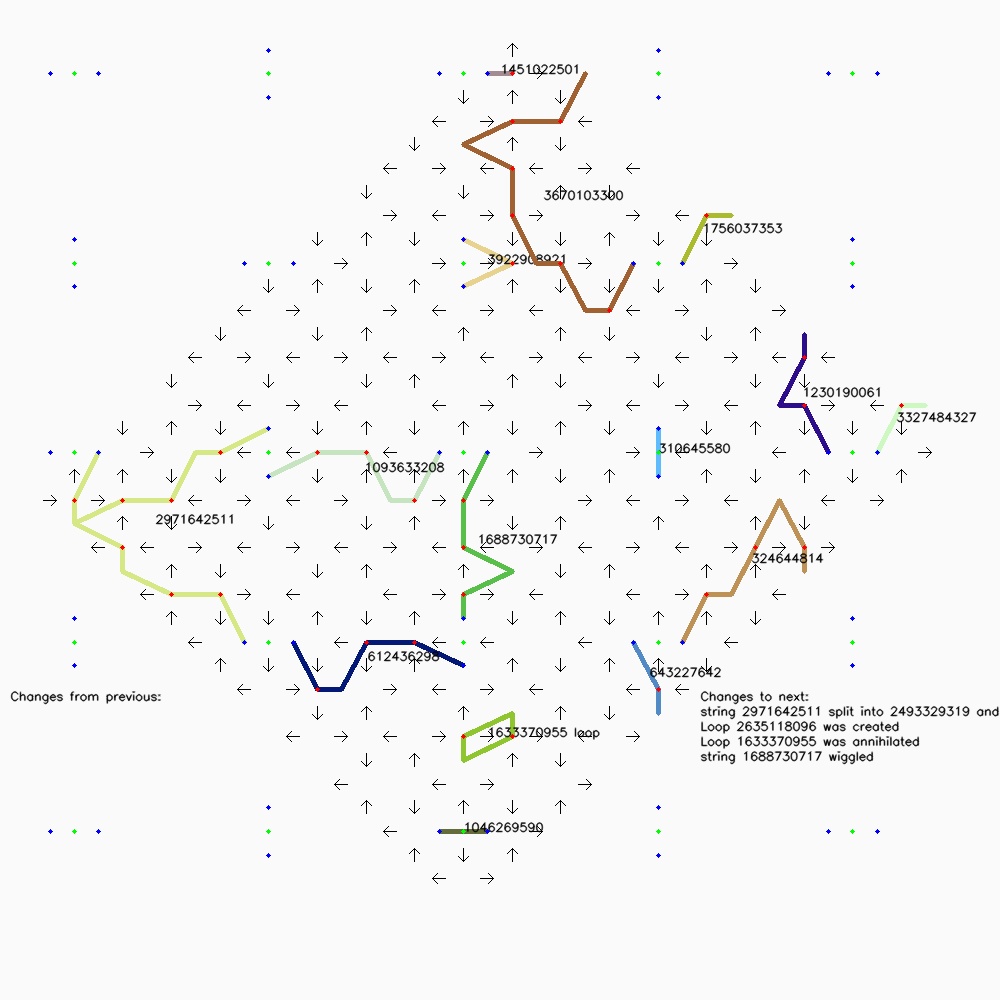 1451022501
3670103300
1756037353
3922908921
1230190061
3327484327
310645580
1093633208
2971642511
1688730717
324644814
612436298
643227642
Changes from previous:
Changes to next:
string 2971642511 split into 2493329319 and
Loop 2635118096 was created
1633370955 loop
Loop 1633370955 was annihilated
string 1688730717 wiggled
1046269590